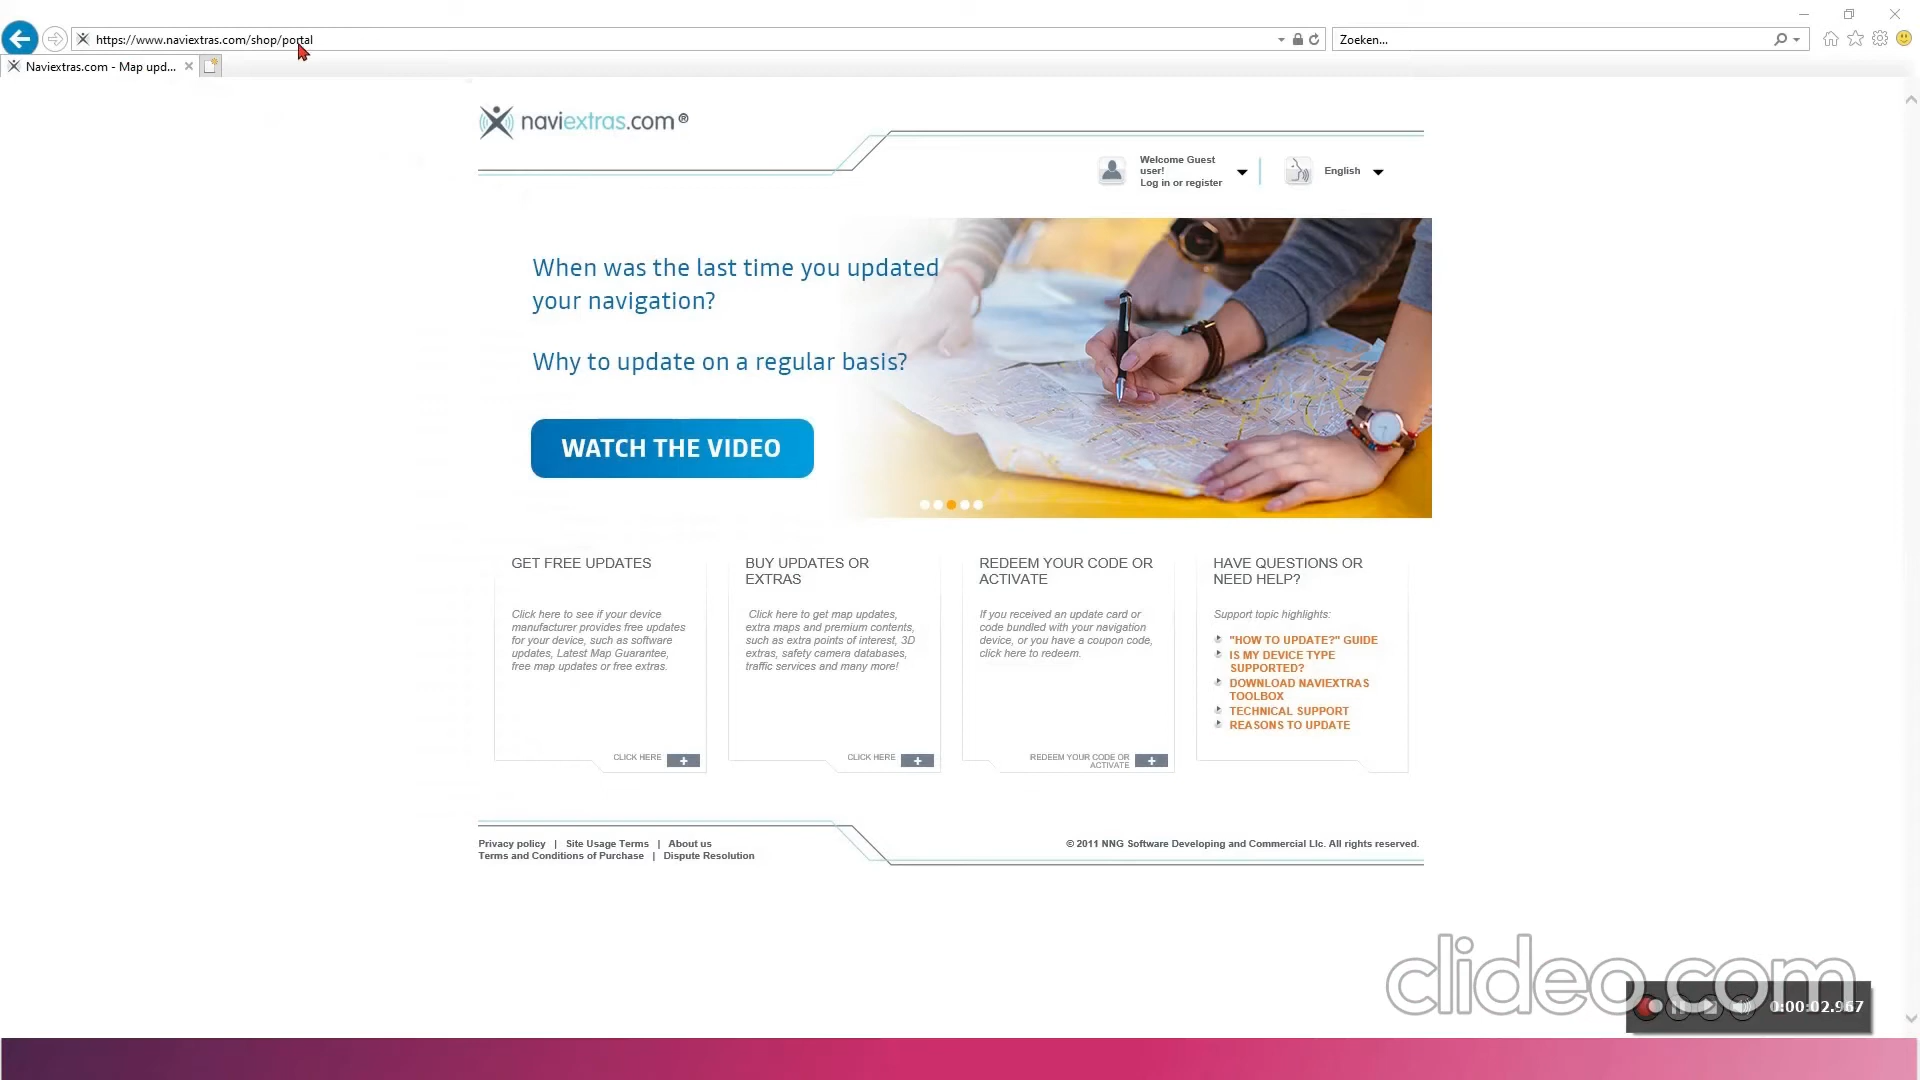 https://www.naviextras.com/shop/portal
Zoeken...
Naviextras.com - Map upd...
naviextras.com®
Welcome Guest
user!
Log in or register
English
When was the last time you updated
your navigation?
Why to update on a regular basis?
WATCH THE VIDEO
GET FREE UPDATES
Click here to see if your device
manufacturer provides free updates
for your device, such as software
updates, Latest Map Guarantee,
free map updates or free extras.
CLICK HERE
BUY UPDATES OR
EXTRAS
Click here to get map updates,
extra maps and premium contents,
such as extra points of interest, 3D
extras, safety camera databases,
traffic services and many more!
CLICK HERE
REDEEM YOUR CODE OR
ACTIVATE
If you received an update card or
code bundled with your navigation
device, or you have a coupon code,
click here to redeem.
REDEEM YOUR CODE OR
ACTIVATE
HAVE QUESTIONS OR
NEED HELP?
Support topic highlights:
"HOW TO UPDATE?" GUIDE
IS MY DEVICE TYPE
SUPPORTED?
DOWNLOAD NAVIEXTRAS
TOOLBOX
TECHNICAL SUPPORT
REASONS TO UPDATE
Privacy policy | Site Usage Terms | About us
Terms and Conditions of Purchase | Dispute Resolution
© 2011 NNG Software Developing and Commercial Llc. All rights reserved.
clideo.com
0:00:02.967